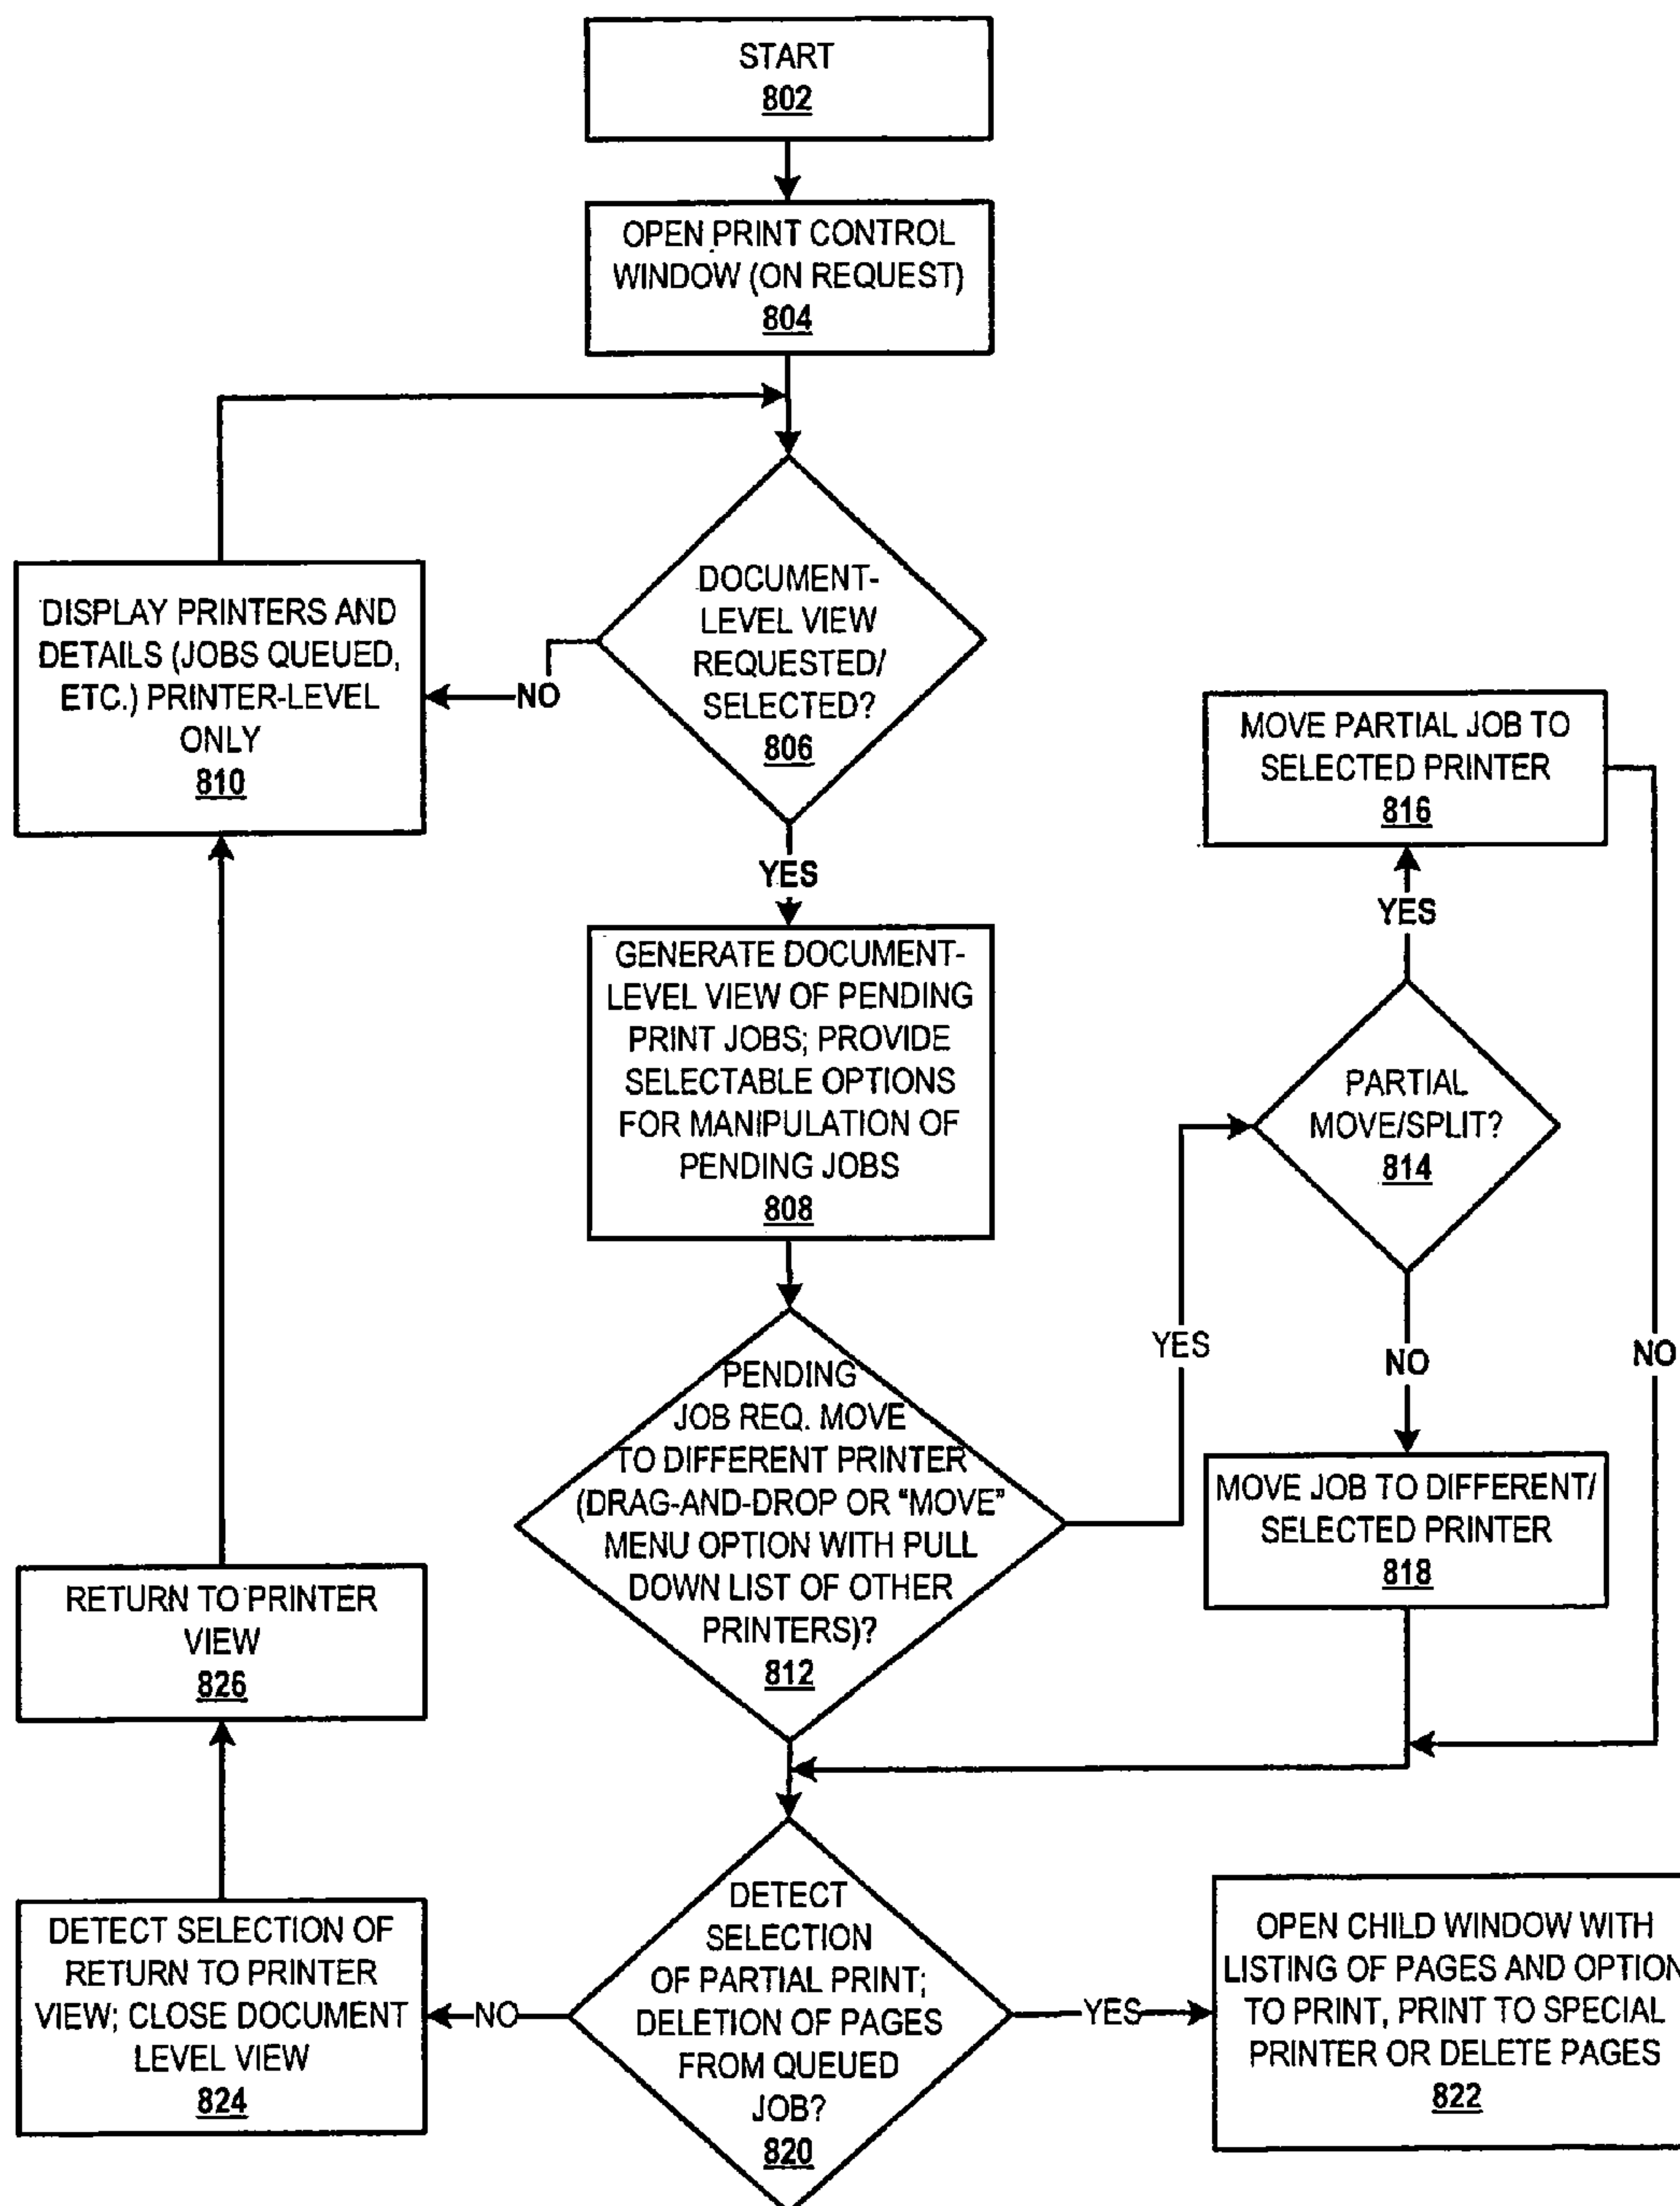 START
802
OPEN PRINT CONTROL
WINDOW (ON REQUEST)
804
DOCUMENT-
LEVEL VIEW
REQUESTED/
SELECTED?
806
DISPLAY PRINTERS AND
DETAILS (JOBS QUEUED,
ETC.) PRINTER-LEVEL
ONLY
810
NO
YES
GENERATE DOCUMENT-
LEVEL VIEW OF PENDING
PRINT JOBS; PROVIDE
SELECTABLE OPTIONS
FOR MANIPULATION OF
PENDING JOBS
808
MOVE PARTIAL JOB TO
SELECTED PRINTER
816
YES
PARTIAL
MOVE/SPLIT?
814
NO
NO
YES
PENDING
JOB REQ. MOVE
TO DIFFERENT PRINTER
(DRAG-AND-DROP OR "MOVE"
MENU OPTION WITH PULL
DOWN LIST OF OTHER
PRINTERS)?
812
MOVE JOB TO DIFFERENT/
SELECTED PRINTER
818
RETURN TO PRINTER
VIEW
826
DETECT SELECTION OF
RETURN TO PRINTER
VIEW; CLOSE DOCUMENT
LEVEL VIEW
824
NO
DETECT
SELECTION
OF PARTIAL PRINT;
DELETION OF PAGES
FROM QUEUED
JOB?
820
YES
OPEN CHILD WINDOW WITH
LISTING OF PAGES AND OPTION
TO PRINT, PRINT TO SPECIAL
PRINTER OR DELETE PAGES
822